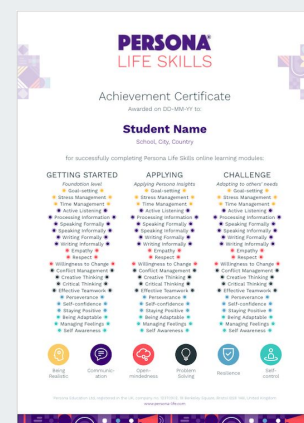 PERSONA
LIFE SKILLS
Achievement Certificate
Awarded on DD-MM-YY to:
Student Name
School, City, Country
for successfully completing Persona Life Skills online learning modules:
GETTING STARTED
Foundation level
Goal-setting
Stress Management
Time Management
Active Listening
Processing Information
Speaking Formally
Speaking Informally
Writing Formally
Writing Informally
Empathy
Respect
Willingness to Change
Conflict Management
Creative Thinking
Critical Thinking
Effective Teamwork
Perseverance
Self-confidence
Staying Positive
Being Adaptable
Managing Feelings
Self Awareness
APPLYING
Applying Persona Insights
Goal-setting
Stress Management
Time Management
Active Listening
Processing Information
Speaking Formally
Speaking Informally
Writing Formally
Writing Informally
Empathy
Respect
Willingness to Change
Conflict Management
Creative Thinking
Critical Thinking
Effective Teamwork
Perseverance
Self-confidence
Staying Positive
Being Adaptable
Managing Feelings
Self Awareness
CHALLENGE
Adapting to others' needs
Goal-setting
Stress Management
Time Management
Active Listening
Processing Information
Speaking Formally
Speaking Informally
Writing Formally
Writing Informally
Empathy
Respect
Willingness to Change
Conflict Management
Creative Thinking
Critical Thinking
Effective Teamwork
Perseverance
Self-confidence
Staying Positive
Being Adaptable
Managing Feelings
Self Awareness
Being
Realistic
Communic-
ation
Open-
mindedness
Problem
Solving
Resilience
Self-
control
www.persona-life.com